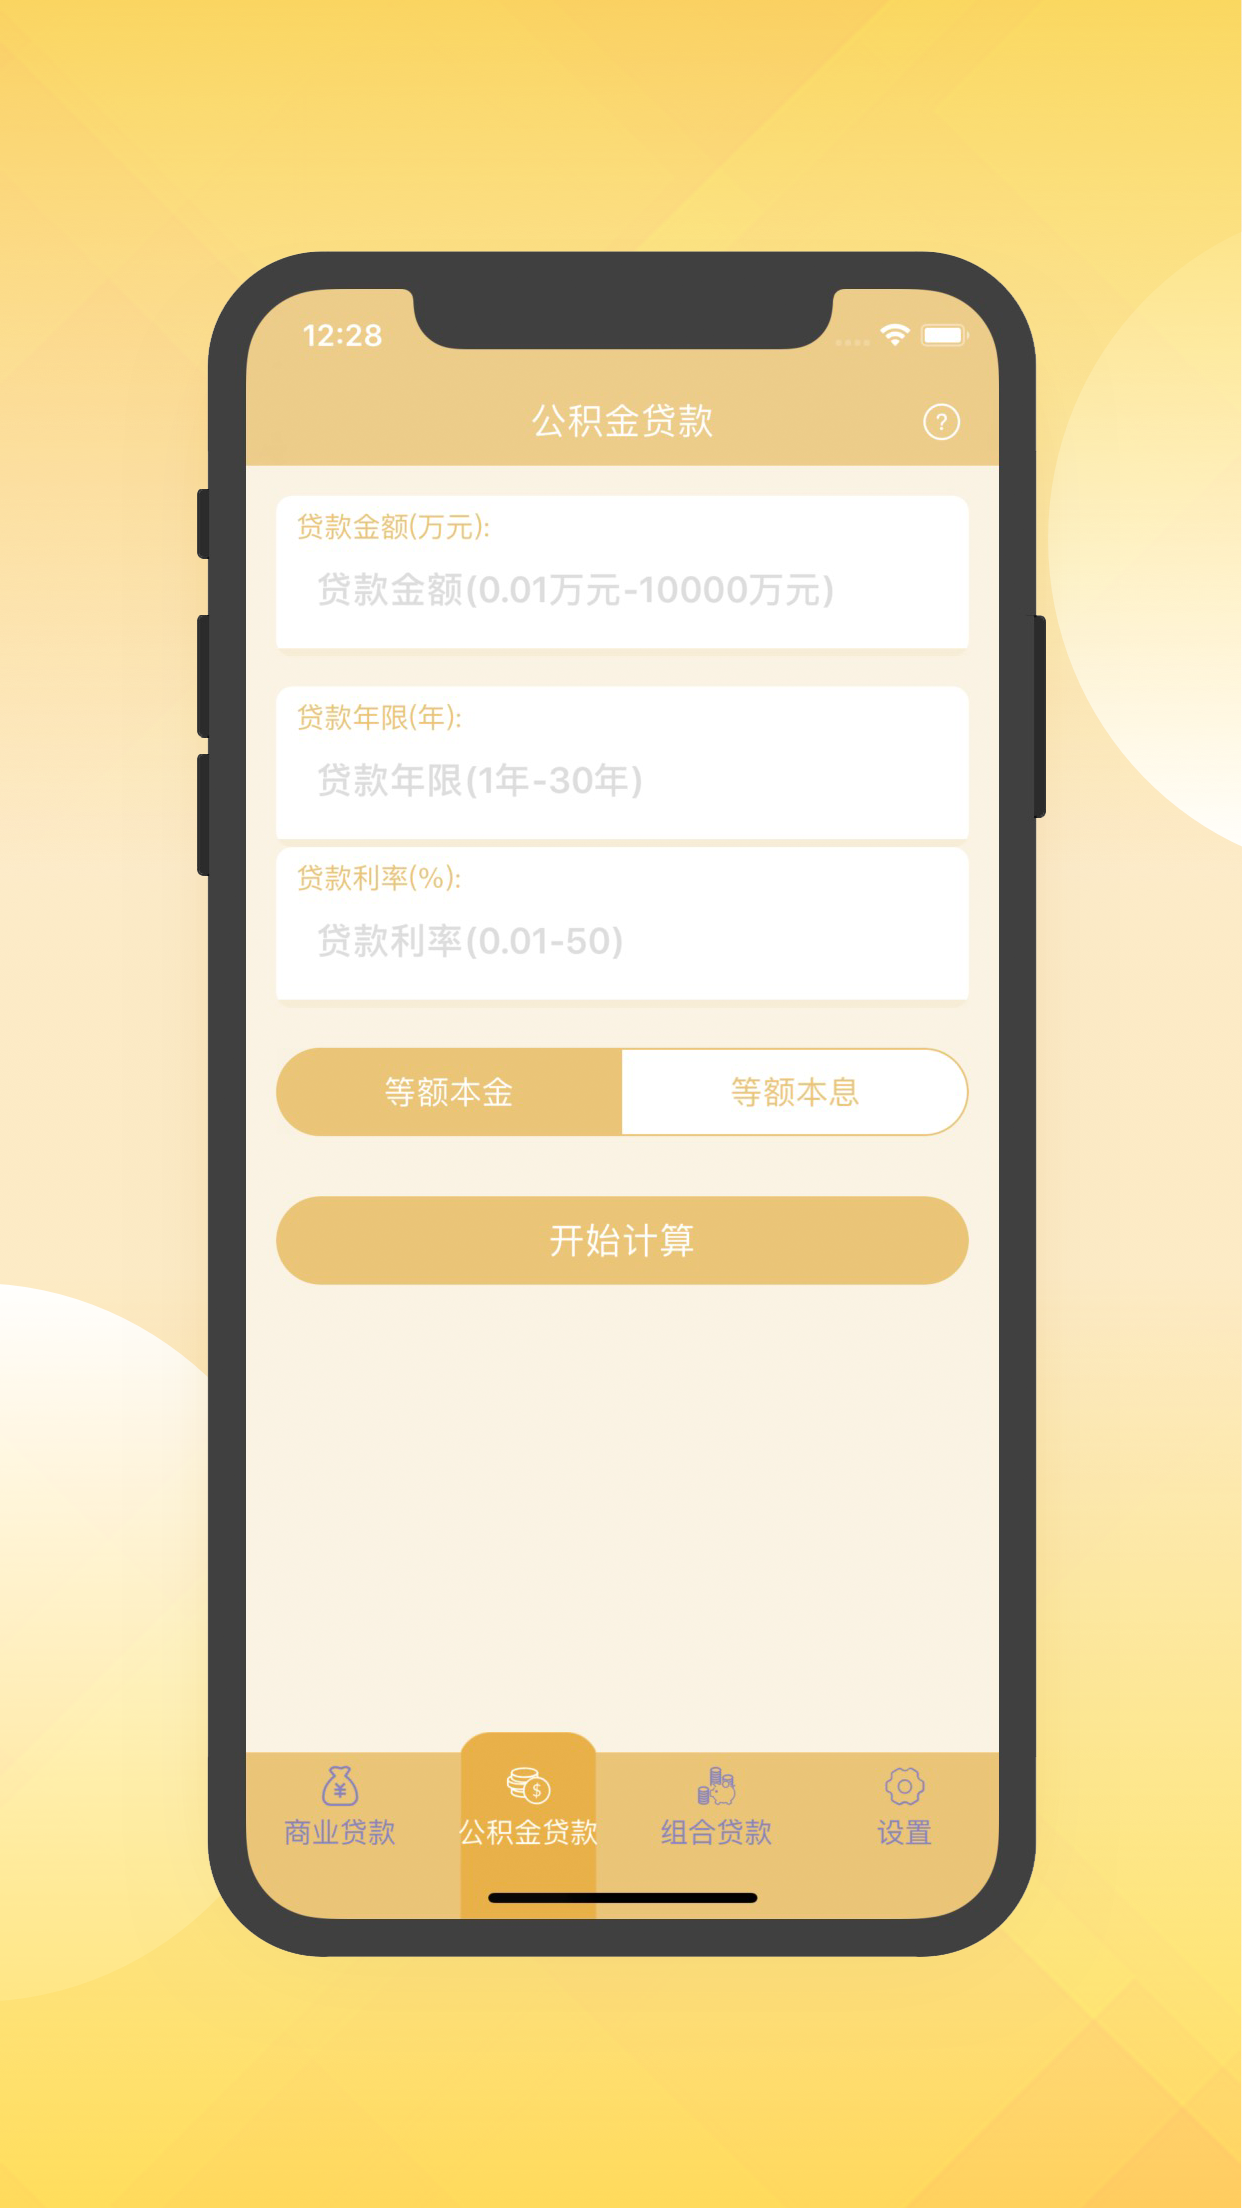 12:28
公积金贷款
?
贷款金额(万元):
贷款金额(0.01万元-10000万元)
贷款年限(年):
贷款年限(1年-30年)
贷款利率(%):
贷款利率(0.01-50)
等额本金 等额本息
开始计算
¥ $
商业贷款 公积金贷款 组合贷款 设置